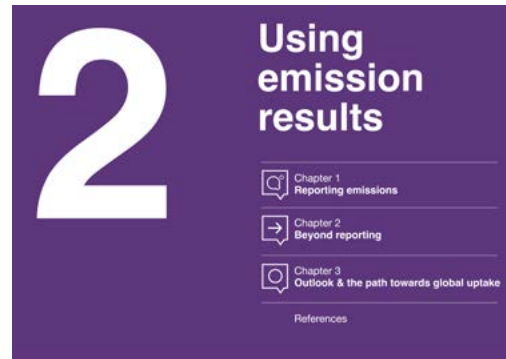 2
Using
emission
results
Chapter 1
Reporting emissions
Chapter 2
Beyond reporting
Chapter 3
Outlook & the path towards global uptake
References